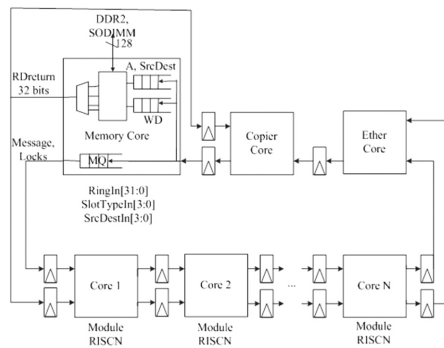 DDR2,
SODIMM
128
A, SrcDest
RDreturn
32 bits
WD
Memory Core
Copier
Core
Ether
Core
Message,
Locks
MQ
RingIn[31:0]
SlotTypeIn[3:0]
SrcDestIn[3:0]
Core 1
Core 2
...
Core N
Module
RISCN
Module
RISCN
Module
RISCN